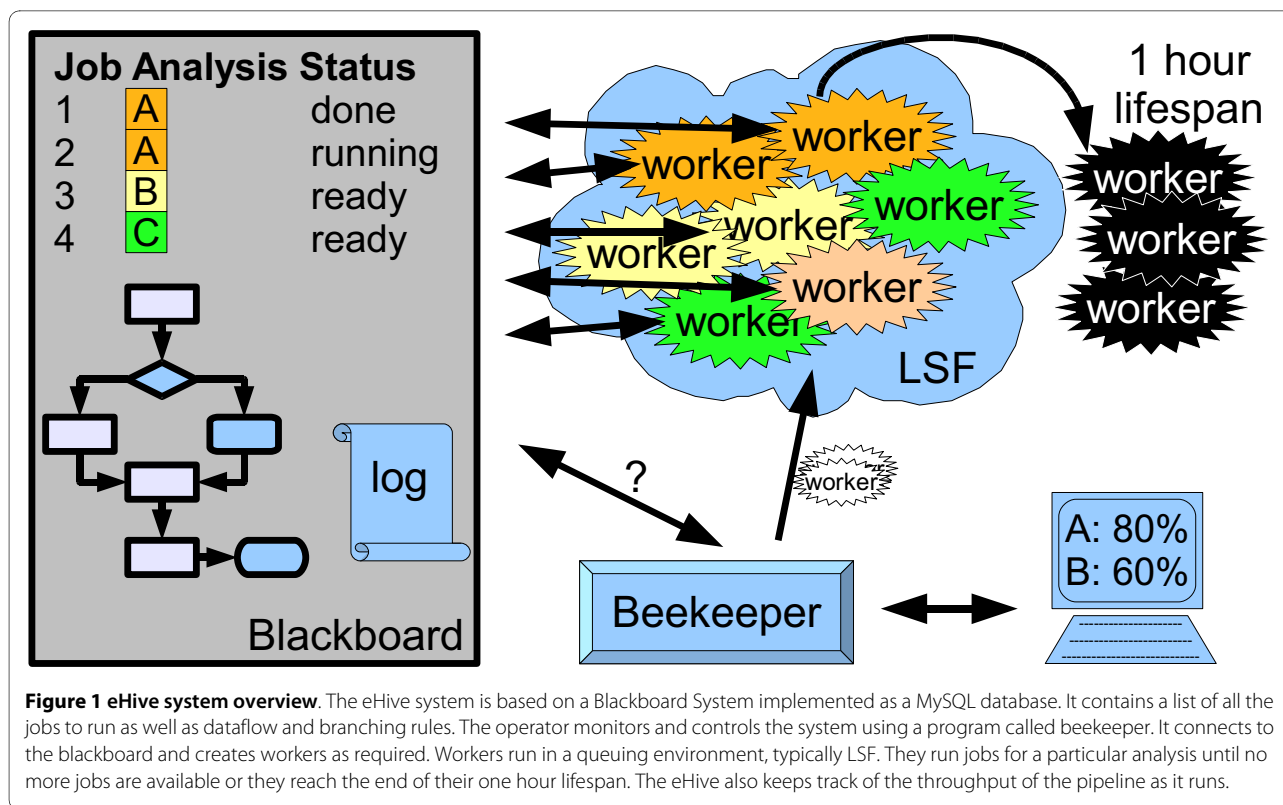 Job Analysis Status
1 A done
2 A running
3 B ready
4 C ready
log
Blackboard
worker
worker
worker
worker
worker
worker
worker
LSF
1 hour
lifespan
worker
worker
worker
?
worker
Beekeeper
A: 80%
B: 60%
Figure 1 eHive system overview. The eHive system is based on a Blackboard System implemented as a MySQL database. It contains a list of all the
jobs to run as well as dataflow and branching rules. The operator monitors and controls the system using a program called beekeeper. It connects to
the blackboard and creates workers as required. Workers run in a queuing environment, typically LSF. They run jobs for a particular analysis until no
more jobs are available or they reach the end of their one hour lifespan. The eHive also keeps track of the throughput of the pipeline as it runs.